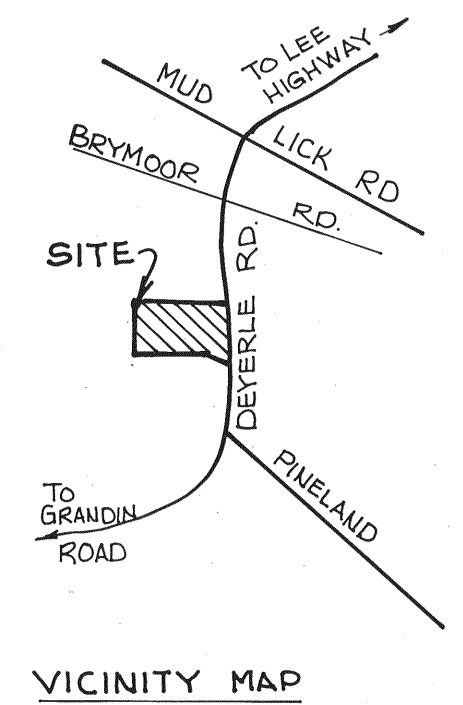 TO LEE
HIGHWAY
MUD LICK RD
BRYMOOR RD.
SITE
DEYERLE RD.
PINELAND
TO
GRANDIN
ROAD
VICINITY MAP